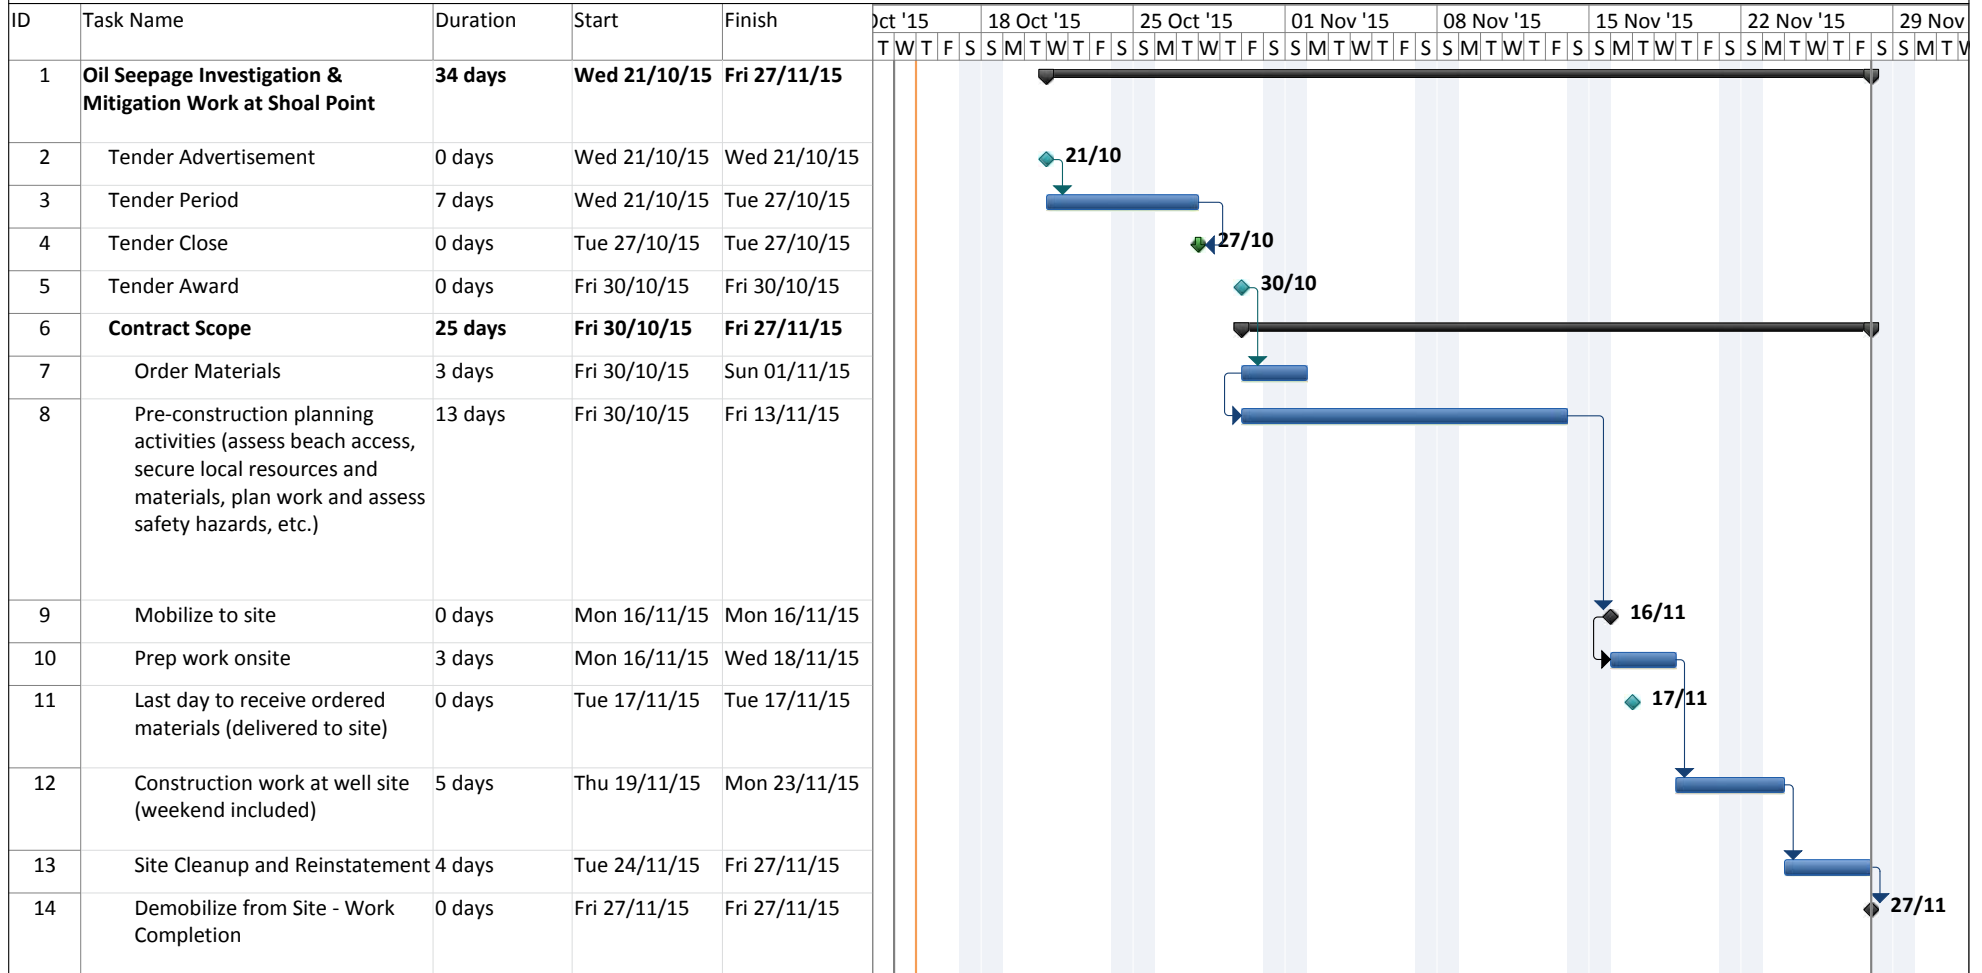 ID Task Name Duration Start Finish Oct '15 18 Oct '15 25 Oct '15 01 Nov '15 08 Nov '15 15 Nov '15 22 Nov '15 29 Nov
T W T F S S M T W T F S S M T W T F S S M T W T F S S M T W T F S S M T W T F S S M T W T F S S M T W
1 Oil Seepage Investigation & 34 days Wed 21/10/15 Fri 27/11/15
Mitigation Work at Shoal Point
2 Tender Advertisement 0 days Wed 21/10/15 Wed 21/10/15 21/10
3 Tender Period 7 days Wed 21/10/15 Tue 27/10/15
4 Tender Close 0 days Tue 27/10/15 Tue 27/10/15 27/10
5 Tender Award 0 days Fri 30/10/15 Fri 30/10/15 30/10
6 Contract Scope 25 days Fri 30/10/15 Fri 27/11/15
7 Order Materials 3 days Fri 30/10/15 Sun 01/11/15
8 Pre-construction planning 13 days Fri 30/10/15 Fri 13/11/15
activities (assess beach access,
secure local resources and
materials, plan work and assess
safety hazards, etc.)
9 Mobilize to site 0 days Mon 16/11/15 Mon 16/11/15 16/11
10 Prep work onsite 3 days Mon 16/11/15 Wed 18/11/15
11 Last day to receive ordered 0 days Tue 17/11/15 Tue 17/11/15 17/11
materials (delivered to site)
12 Construction work at well site 5 days Thu 19/11/15 Mon 23/11/15
(weekend included)
13 Site Cleanup and Reinstatement 4 days Tue 24/11/15 Fri 27/11/15
14 Demobilize from Site - Work 0 days Fri 27/11/15 Fri 27/11/15 27/11
Completion